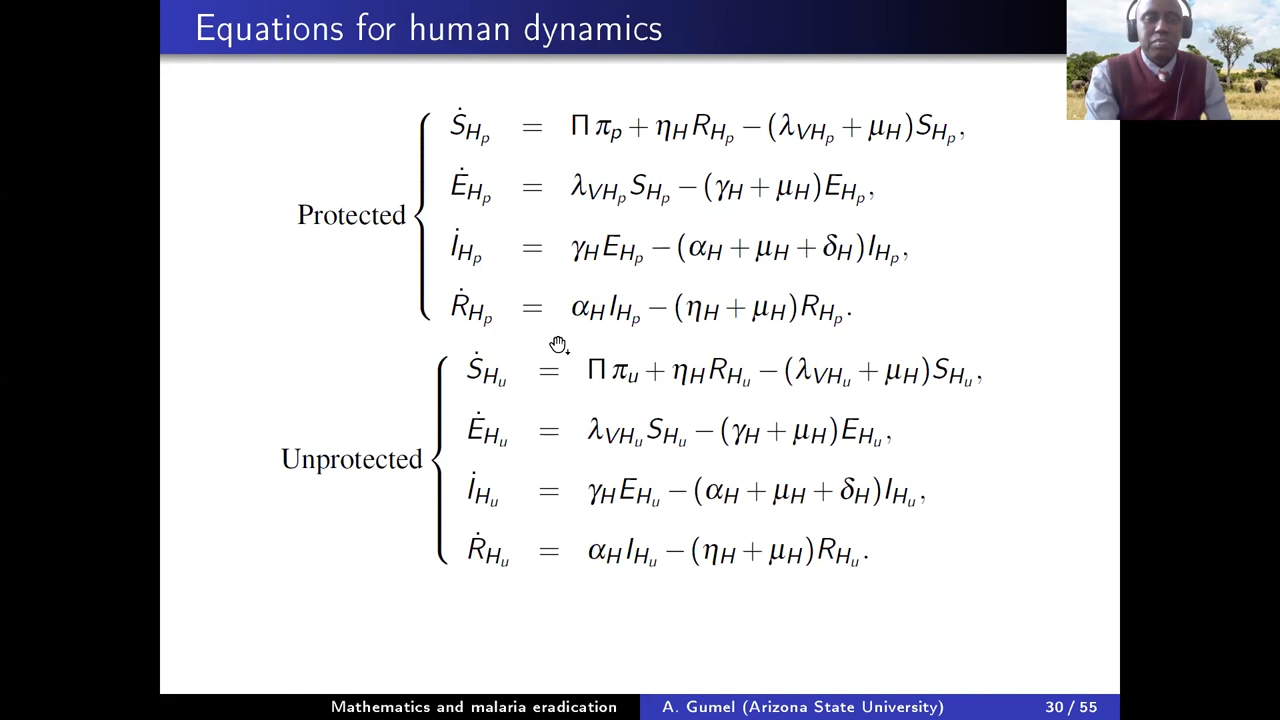 Equations for human dynamics
Ṡ_{H_p} = Π π_p + η_H R_{H_p} − (λ_{VH_p} + μ_H) S_{H_p},
Ė_{H_p} = λ_{VH_p} S_{H_p} − (γ_H + μ_H) E_{H_p},
Protected
İ_{H_p} = γ_H E_{H_p} − (α_H + μ_H + δ_H) I_{H_p},
Ṙ_{H_p} = α_H I_{H_p} − (η_H + μ_H) R_{H_p}.
Ṡ_{H_u} = Π π_u + η_H R_{H_u} − (λ_{VH_u} + μ_H) S_{H_u},
Ė_{H_u} = λ_{VH_u} S_{H_u} − (γ_H + μ_H) E_{H_u},
Unprotected
İ_{H_u} = γ_H E_{H_u} − (α_H + μ_H + δ_H) I_{H_u},
Ṙ_{H_u} = α_H I_{H_u} − (η_H + μ_H) R_{H_u}.
Mathematics and malaria eradication A. Gumel (Arizona State University) 30 / 55